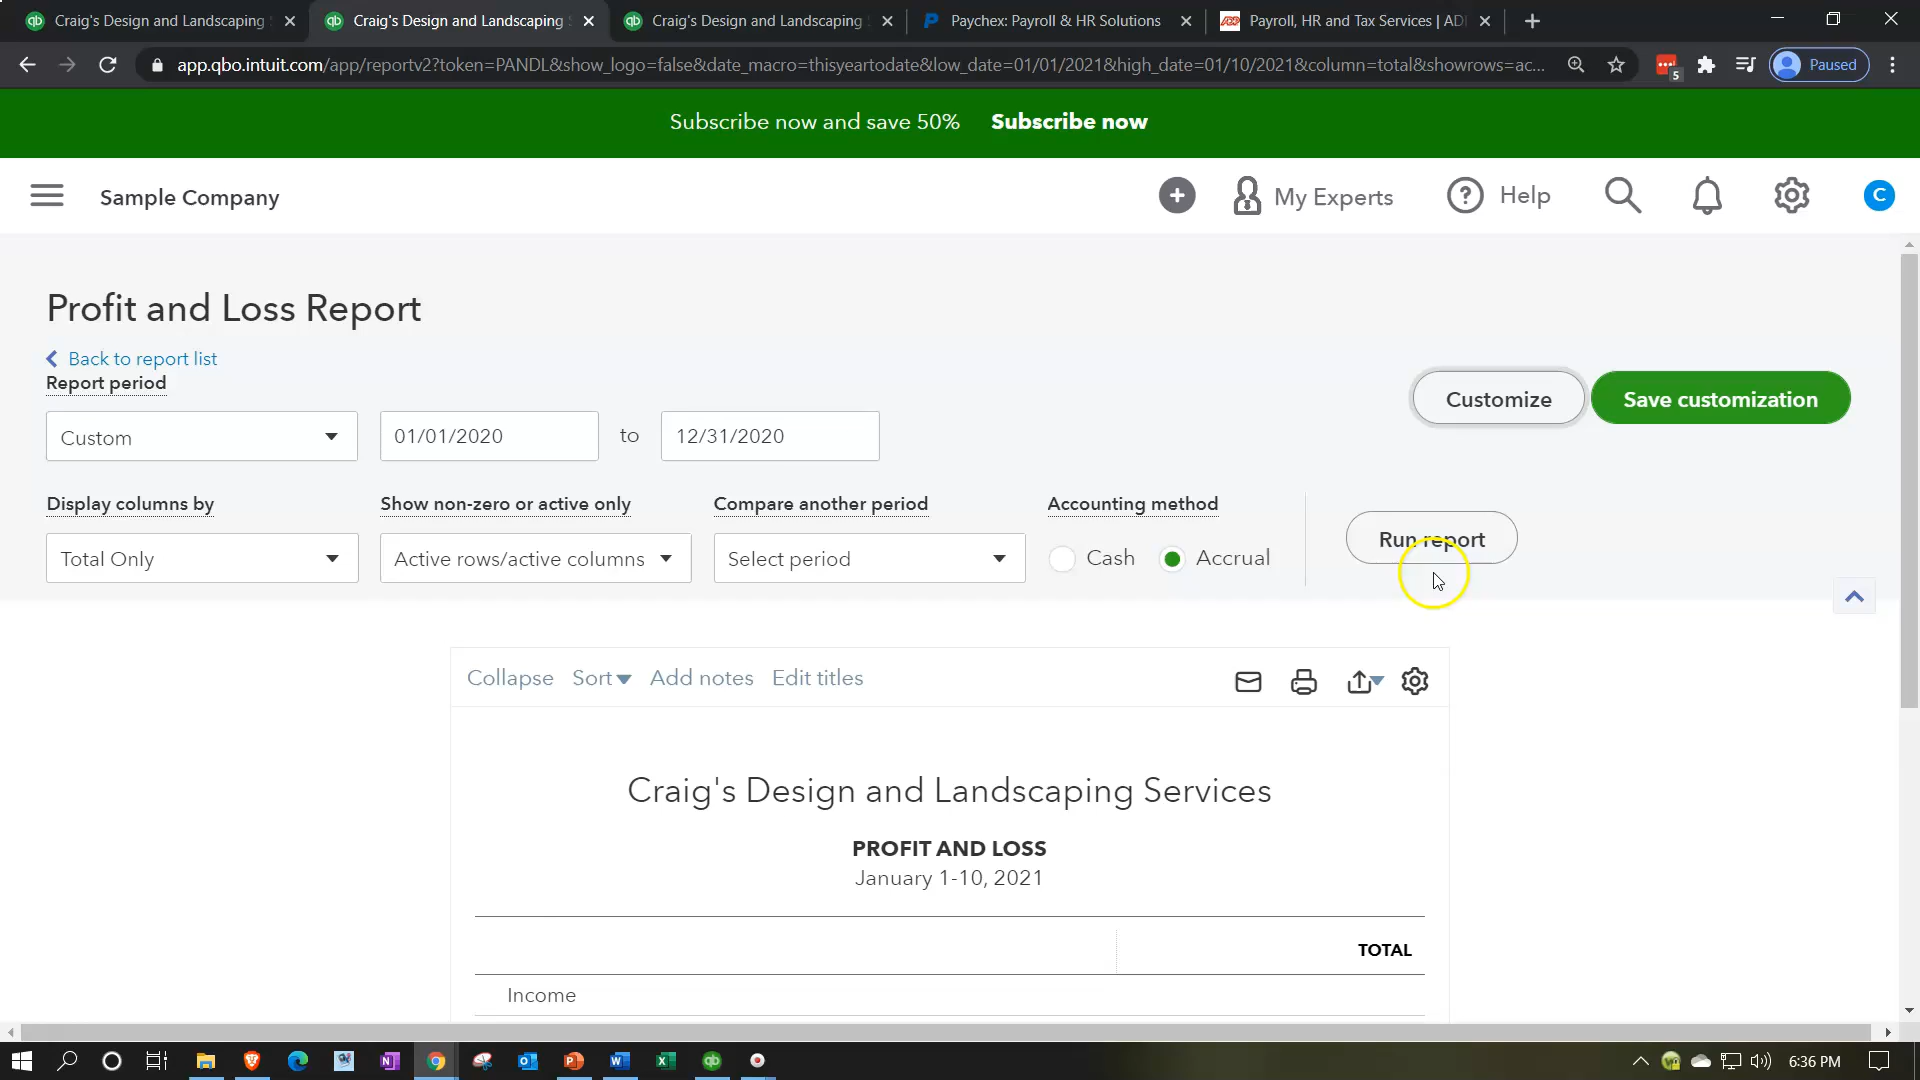 Craig's Design and Landscaping
Craig's Design and Landscaping
Craig's Design and Landscaping
Paychex: Payroll & HR Solutions
Payroll, HR and Tax Services | AD
app.qbo.intuit.com/app/reportv2?token=PANDL&show_logo=false&date_macro=thisyeartodate&low_date=01/01/2021&high_date=01/10/2021&column=total&showrows=ac...
5
Paused
Subscribe now and save 50% Subscribe now
Sample Company
My Experts
Help
C
Profit and Loss Report
Back to report list
Report period
Customize
Save customization
Custom
01/01/2020
to
12/31/2020
Display columns by
Show non-zero or active only
Compare another period
Accounting method
Total Only
Active rows/active columns
Select period
Cash
Accrual
Run report
Collapse Sort Add notes Edit titles
Craig's Design and Landscaping Services
PROFIT AND LOSS
January 1-10, 2021
TOTAL
Income
6:36 PM